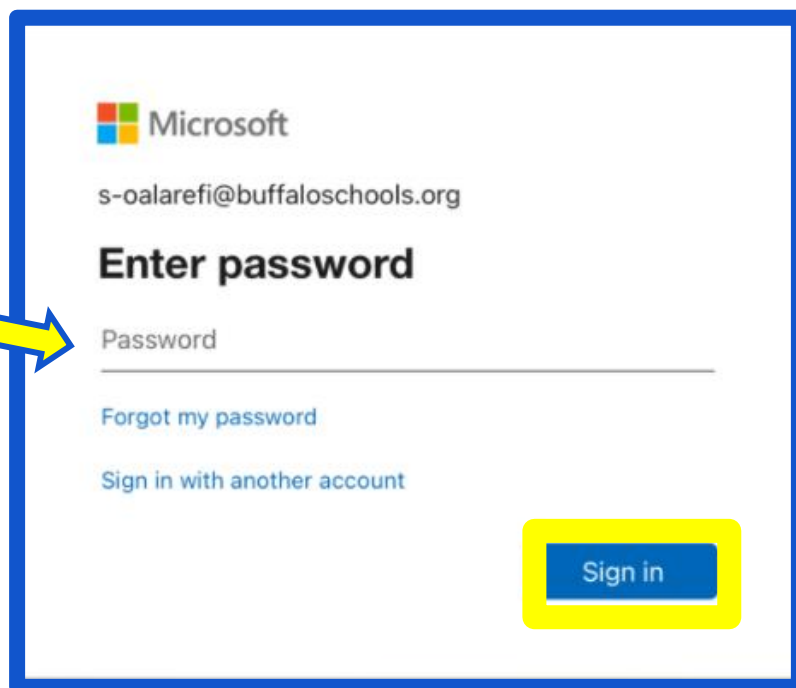 Microsoft
s-oalarefi@buffaloschools.org
Enter password
Password
Forgot my password
Sign in with another account
Sign in